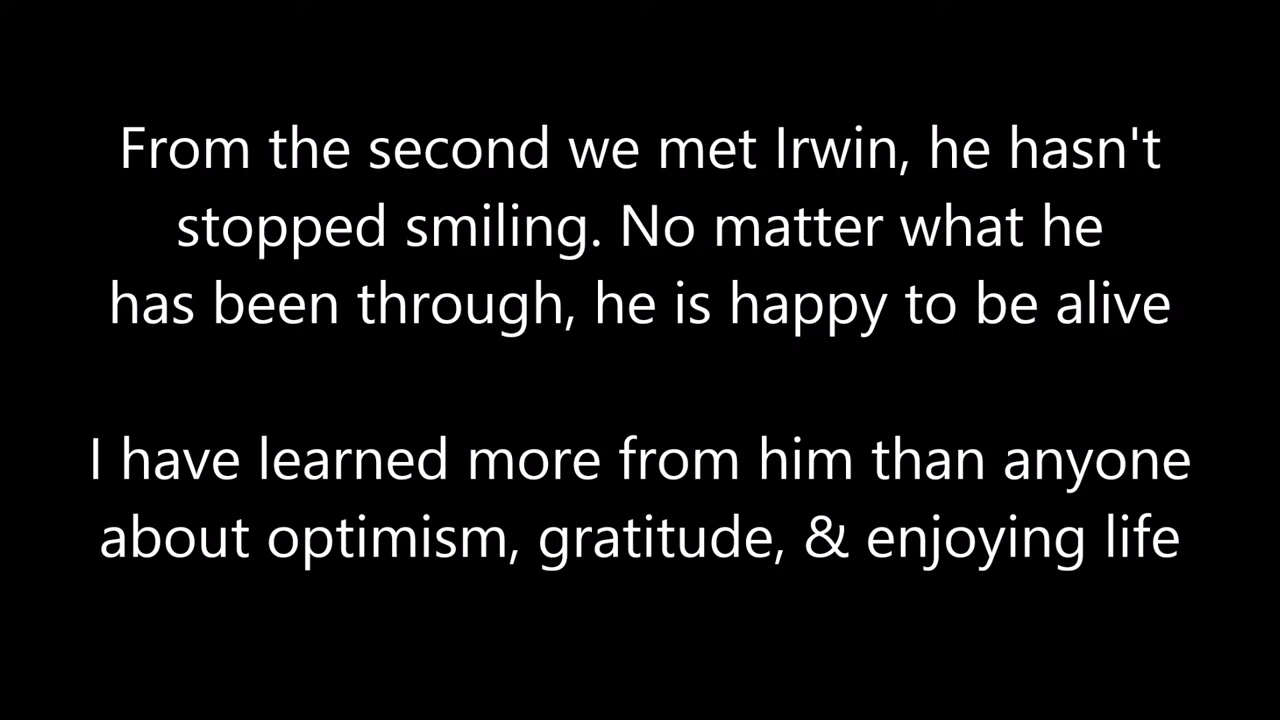 From the second we met Irwin, he hasn't
stopped smiling. No matter what he
has been through, he is happy to be alive
I have learned more from him than anyone
about optimism, gratitude, & enjoying life